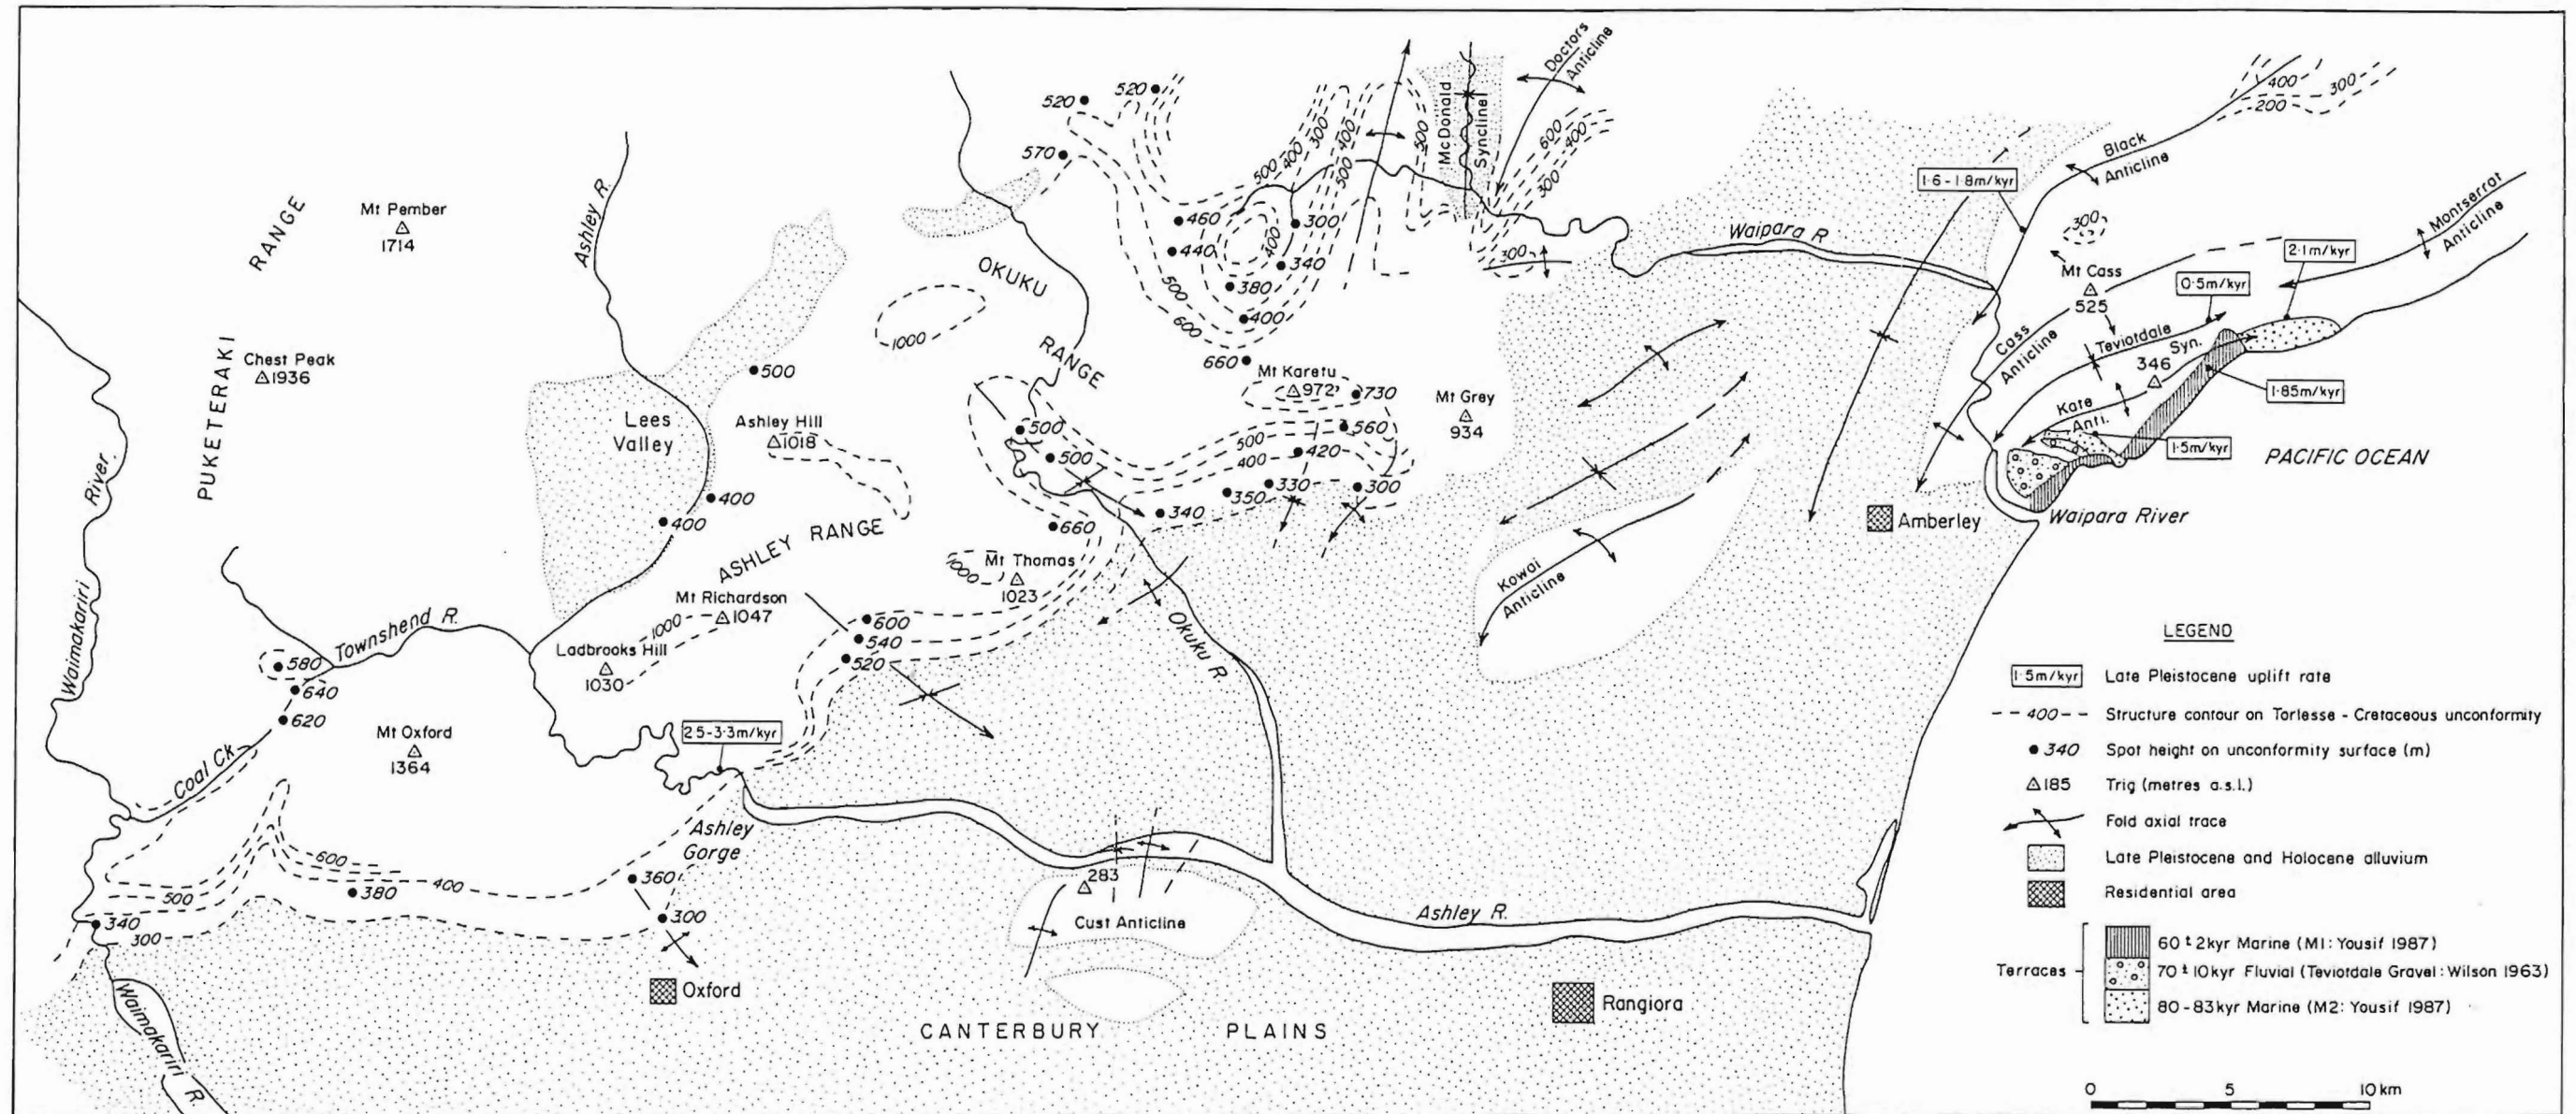 Doctors
Anticline
520
520
570
400
300
200
McDonald
Syncline
500
400
300
400
500
500
600
400
300
Black
Anticline
1·6-1·8m/kyr
Montserrat
Anticline
RANGE
PUKETERAKI
Mt Pember
1714
Ashley R.
460
300
400
440
340
380
400
300
Waipara R
300
Mt Cass
525
2·1m/kyr
0·5m/kyr
OKUKU
RANGE
1000
500
600
Chest Peak
1936
500
660
Mt Karetu
972
730
Mt Grey
934
Cass
Anticline
Teviotdale
Syn.
346
1·85m/kyr
Lees
Valley
Ashley Hill
1018
500
500
500
400
560
420
Kate
Anti.
1·5m/kyr
PACIFIC OCEAN
River
Waimakariri
400
400
350
330
300
340
660
ASHLEY RANGE
Amberley
Waipara River
1000
Mt Thomas
1023
Kowai
Anticline
Mt Richardson
1047
1000
Ladbrooks Hill
1030
600
540
520
Okuku R.
Townshend R.
580
640
620
Mt Oxford
1364
Coal Ck.
2·5-3·3m/kyr
Ashley
Gorge
600
500
400
380
360
300
340
300
283
Cust Anticline
Ashley R.
Oxford
Rangiora
CANTERBURY PLAINS
Waimakariri R.
LEGEND
1·5m/kyr Late Pleistocene uplift rate
400 Structure contour on Torlesse - Cretaceous unconformity
340 Spot height on unconformity surface (m)
185 Trig (metres a.s.l.)
Fold axial trace
Late Pleistocene and Holocene alluvium
Residential area
Terraces
60±2kyr Marine (M1: Yousif 1987)
70±10kyr Fluvial (Teviotdale Gravel: Wilson 1963)
80-83kyr Marine (M2: Yousif 1987)
0 5 10 km